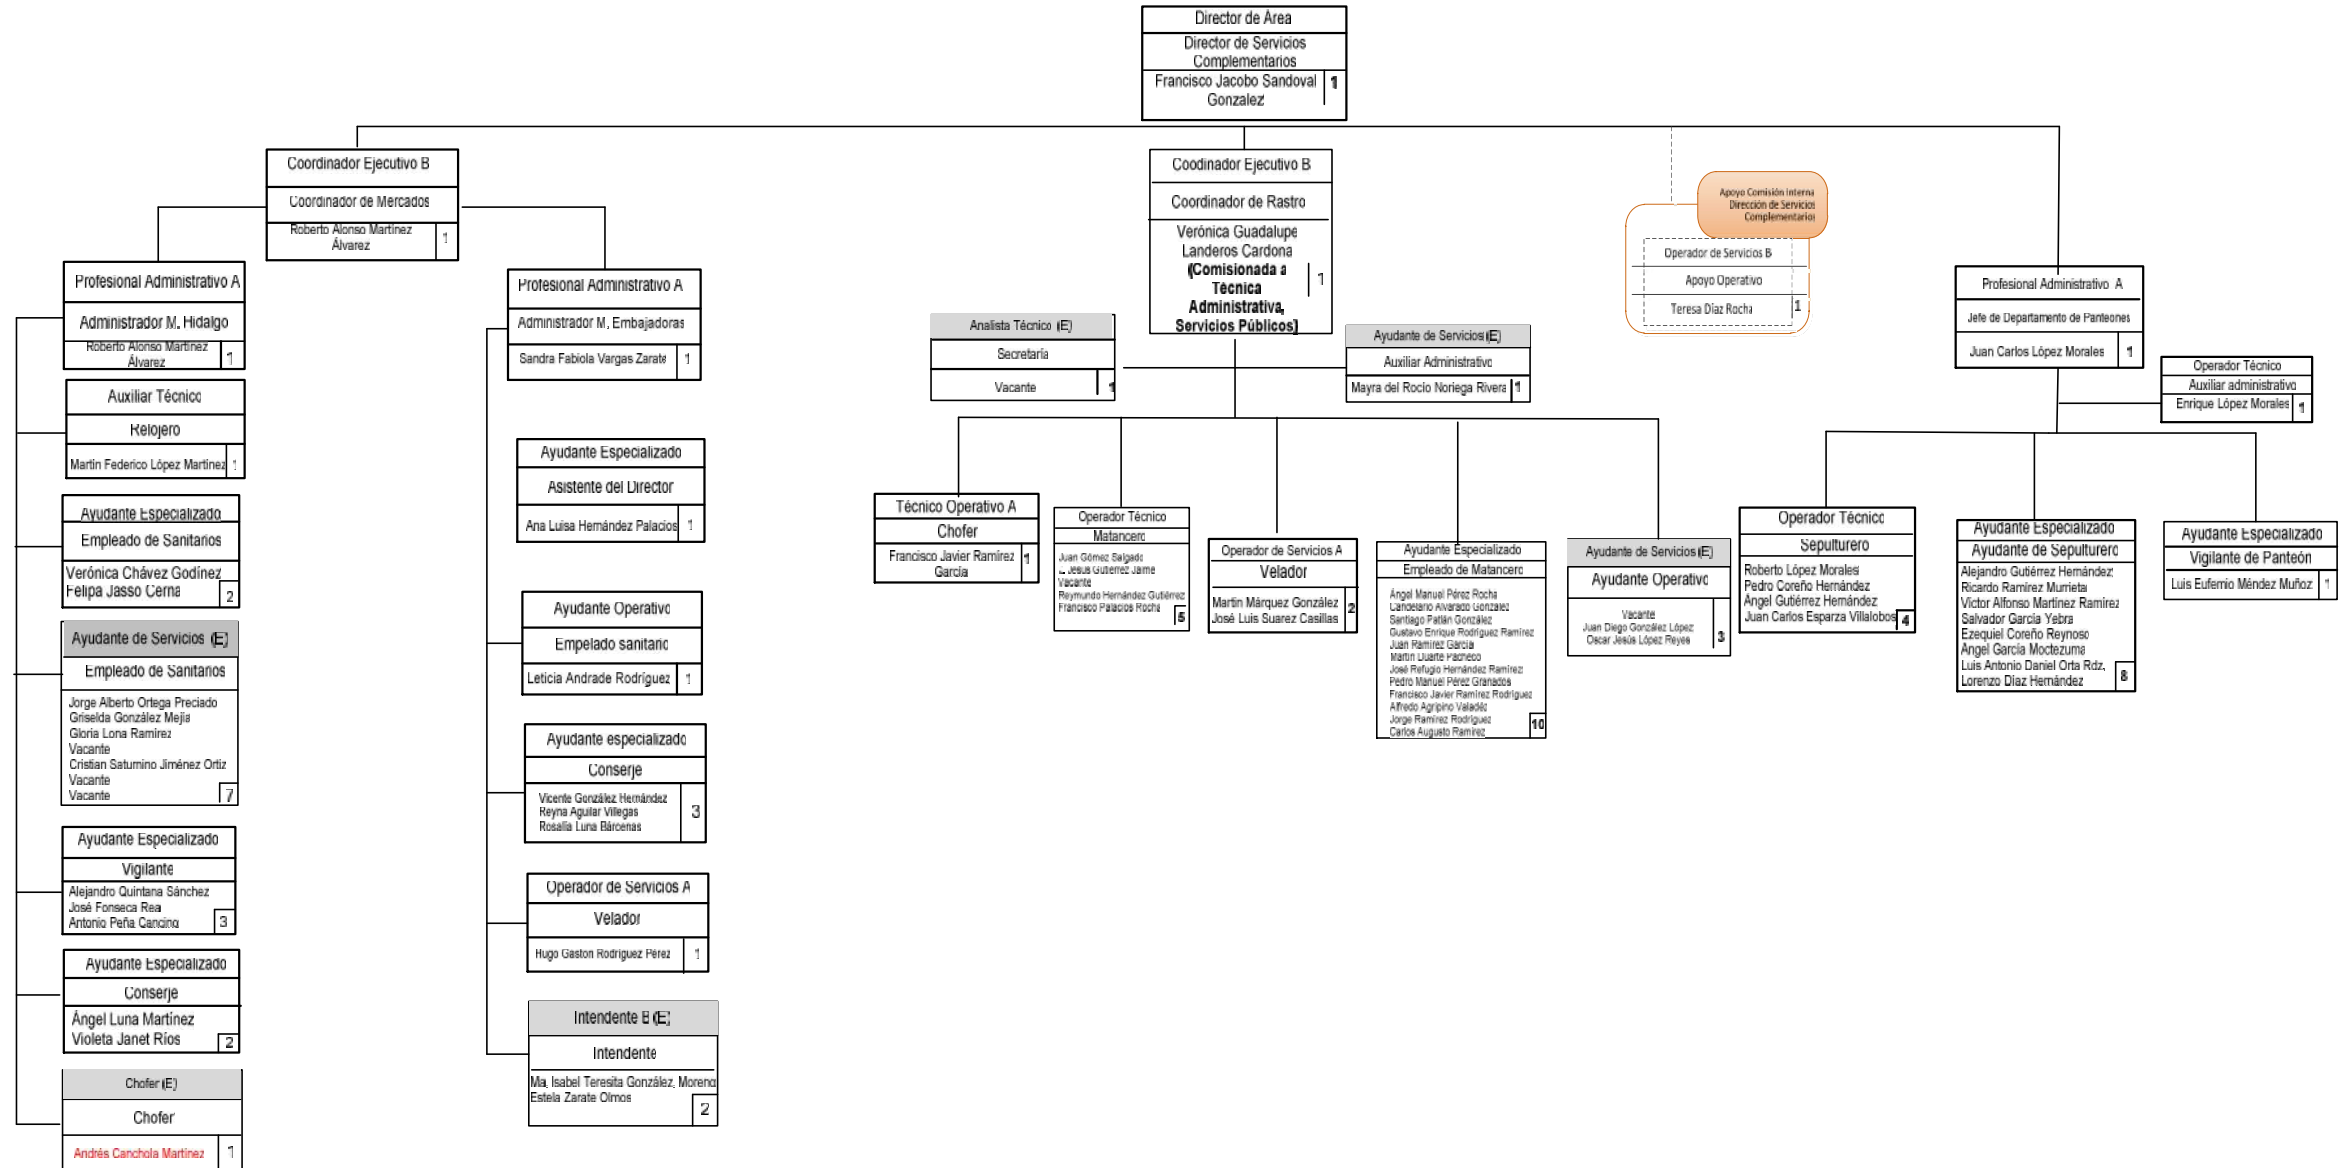 Director de Área
Director de Servicios
Complementarios
Francisco Jacobo Sandoval
Gonzalez
1
Coordinador Ejecutivo B
Coordinador de Mercados
Roberto Alonso Martínez
Álvarez
1
Profesional Administrativo A
Administrador M. Hidalgo
Roberto Alonso Martínez
Álvarez
1
Auxiliar Técnico
Relojero
Martin Federico López Martínez
1
Ayudante Especializado
Empleado de Sanitarios
Verónica Chávez Godínez
Felipa Jasso Cerna
2
Ayudante de Servicios (E)
Empleado de Sanitarios
Jorge Alberto Ortega Preciado
Griselda González Mejía
Gloria Lona Ramírez
Vacante
Cristian Saturnino Jiménez Ortiz
Vacante
Vacante
7
Ayudante Especializado
Vigilante
Alejandro Quintana Sánchez
José Fonseca Rea
Antonio Peña Cancino
3
Ayudante Especializado
Conserje
Ángel Luna Martínez
Violeta Janet Ríos
2
Chofer (E)
Chofer
Andrés Canchola Martínez
1
Profesional Administrativo A
Administrador M. Embajadoras
Sandra Fabiola Vargas Zarate
1
Ayudante Especializado
Asistente del Director
Ana Luisa Hernández Palacios
1
Ayudante Operativo
Empelado sanitario
Leticia Andrade Rodríguez
1
Ayudante especializado
Conserje
Vicente González Hernández
Reyna Aguilar Villegas
Rosalía Luna Bárcenas
3
Operador de Servicios A
Velador
Hugo Gaston Rodríguez Pérez
1
Intendente B (E)
Intendente
Ma. Isabel Teresita González. Moreno
Estela Zarate Olmos
2
Coodinador Ejecutivo B
Coordinador de Rastro
Verónica Guadalupe
Landeros Cardona
(Comisionada a
Técnica
Administrativa,
Servicios Públicos)
1
Analista Técnico (E)
Secretaría
Vacante
1
Ayudante de Servicios (E)
Auxiliar Administrativo
Mayra del Rocío Noriega Rivera
1
Técnico Operativo A
Chofer
Francisco Javier Ramírez
García
1
Operador Técnico
Matancero
Juan Gómez Salgado
J. Jesús Gutiérrez Jaime
Vacante
Reymundo Hernández Gutiérrez
Francisco Palacios Rocha
5
Operador de Servicios A
Velador
Martin Márquez González
José Luis Suarez Casillas
2
Ayudante Especializado
Empleado de Matancero
Ángel Manuel Pérez Rocha
Candelario Alvarado González
Santiago Patlán González
Gustavo Enrique Rodríguez Ramírez
Juan Ramírez García
Martin Duarte Pacheco
José Refugio Hernández Ramírez
Pedro Manuel Pérez Granados
Francisco Javier Ramírez Rodríguez
Alfredo Agripino Valadéz
Jorge Ramírez Rodríguez
Carlos Augusto Ramírez
10
Ayudante de Servicios (E)
Ayudante Operativo
Vacante
Juan Diego González López
Oscar Jesús López Reyes
3
Apoyo Comisión Interna
Dirección de Servicios
Complementarios
Operador de Servicios B
Apoyo Operativo
Teresa Díaz Rocha
1
Profesional Administrativo A
Jefe de Departamento de Panteones
Juan Carlos López Morales
1
Operador Técnico
Auxiliar administrativo
Enrique López Morales
1
Operador Técnico
Sepulturero
Roberto López Morales
Pedro Coreño Hernández
Ángel Gutiérrez Hernández
Juan Carlos Esparza Villalobos
4
Ayudante Especializado
Ayudante de Sepulturero
Alejandro Gutiérrez Hernández
Ricardo Ramírez Murrieta
Víctor Alfonso Martínez Ramírez
Salvador García Yebra
Ezequiel Coreño Reynoso
Angel García Moctezuma
Luis Antonio Daniel Orta Rdz.
Lorenzo Díaz Hernández
8
Ayudante Especializado
Vigilante de Panteón
Luis Eufemio Méndez Muñoz
1